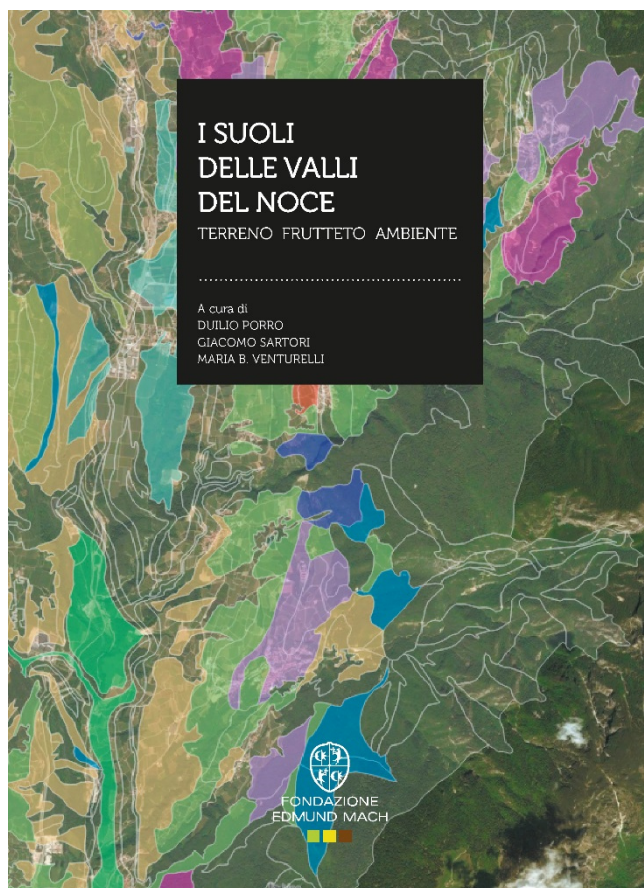 I SUOLI
DELLE VALLI
DEL NOCE
TERRENO FRUTTETO AMBIENTE
A cura di
DUILIO PORRO
GIACOMO SARTORI
MARIA B. VENTURELLI
FONDAZIONE
EDMUND MACH